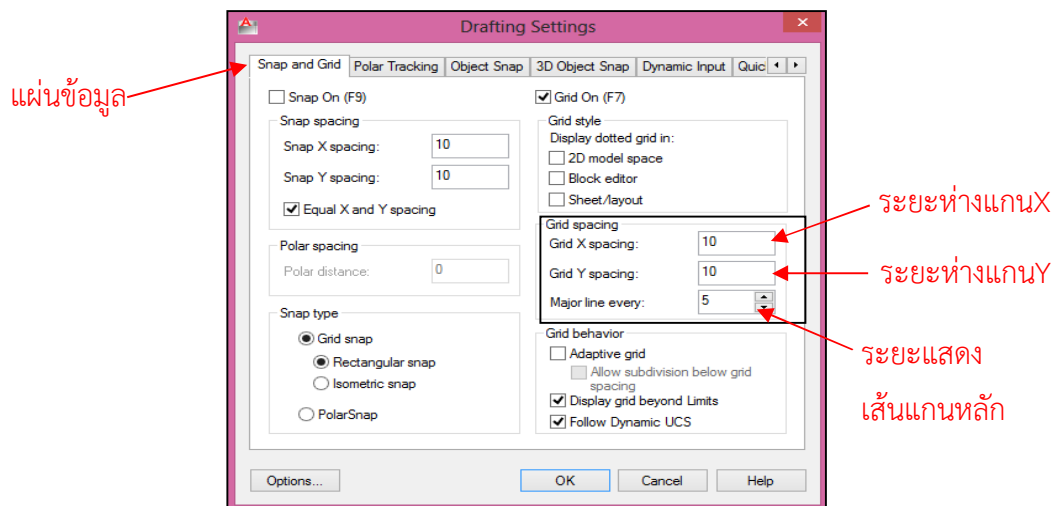 Drafting Settings
Snap and Grid
Polar Tracking
Object Snap
3D Object Snap
Dynamic Input
Quic
แผ่นข้อมูล
Snap On (F9)
Snap spacing
Snap X spacing:
10
Snap Y spacing:
10
Equal X and Y spacing
Polar spacing
Polar distance:
0
Snap type
Grid snap
Rectangular snap
Isometric snap
PolarSnap
Grid On (F7)
Grid style
Display dotted grid in:
2D model space
Block editor
Sheet/layout
Grid spacing
Grid X spacing:
10
Grid Y spacing:
10
Major line every:
5
Grid behavior
Adaptive grid
Allow subdivision below grid
spacing
Display grid beyond Limits
Follow Dynamic UCS
ระยะห่างแกนX
ระยะห่างแกนY
ระยะแสดง
เส้นแกนหลัก
Options...
OK
Cancel
Help